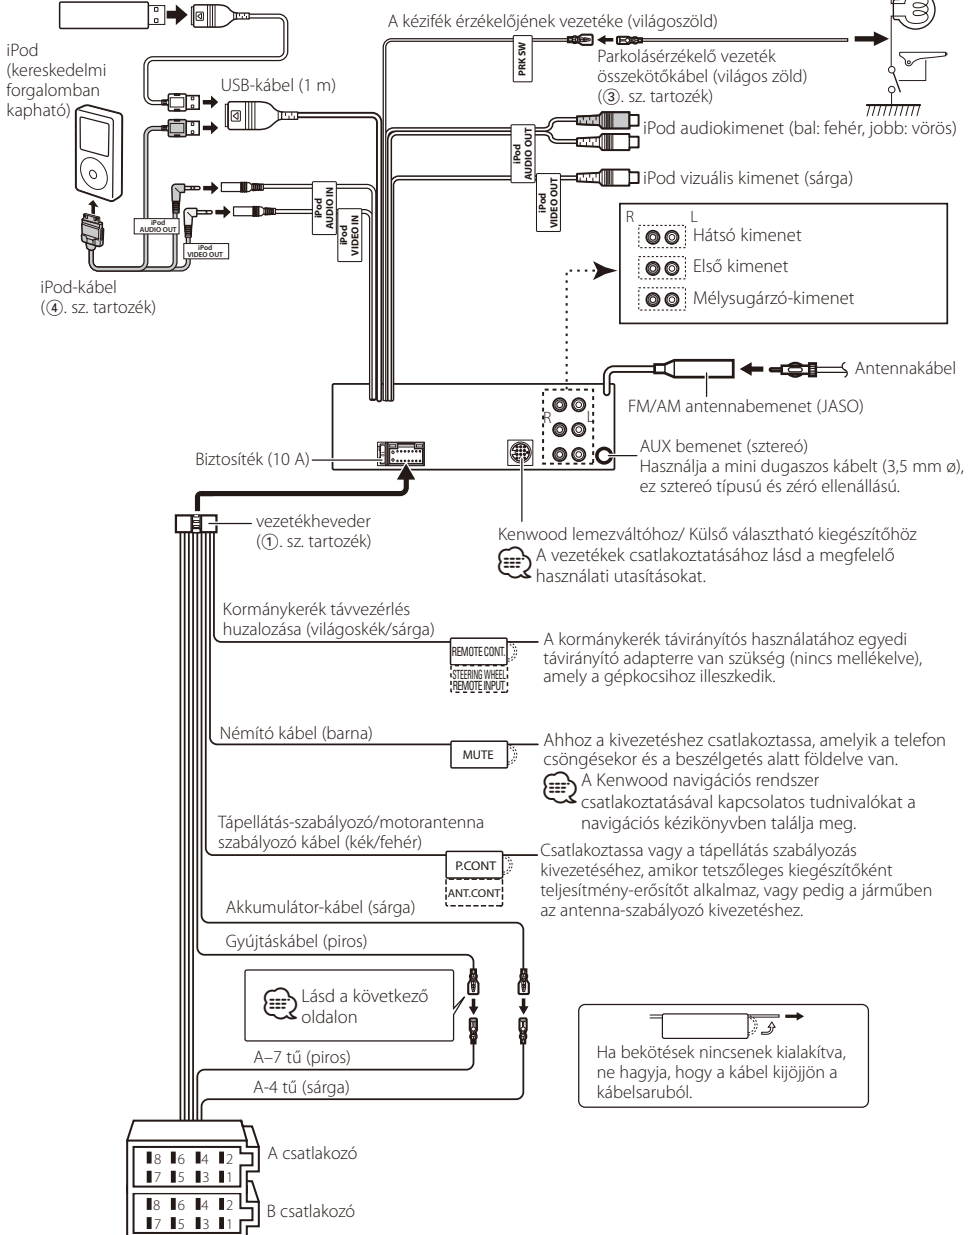 A kézifék érzékelőjének vezetéke (világoszöld)
PRK SW
Parkolásérzékelő vezeték
összekötőkábel (világos zöld)
(③. sz. tartozék)
iPod
(kereskedelmi
forgalomban
kapható)
USB-kábel (1 m)
iPod
AUDIO OUT
iPod audiokimenet (bal: fehér, jobb: vörös)
iPod
VIDEO OUT
iPod vizuális kimenet (sárga)
iPod
AUDIO IN
iPod
VIDEO IN
iPod
AUDIO OUT
iPod
VIDEO OUT
iPod-kábel
(④. sz. tartozék)
R L
Hátsó kimenet
Első kimenet
Mélysugárzó-kimenet
Antennakábel
FM/AM antennabemenet (JASO)
R L
AUX bemenet (sztereó)
Használja a mini dugaszos kábelt (3,5 mm ø),
ez sztereó típusú és zéró ellenállású.
Biztosíték (10 A)
vezetékheveder
(①. sz. tartozék)
Kenwood lemezváltóhoz/ Külső választható kiegészítőhöz
A vezetékek csatlakoztatásához lásd a megfelelő
használati utasításokat.
Kormánykerék távvezérlés
huzalozása (világoskék/sárga)
REMOTE CONT.
STEERING WHEEL
REMOTE INPUT
A kormánykerék távirányítós használatához egyedi
távirányító adapterre van szükség (nincs mellékelve),
amely a gépkocsihoz illeszkedik.
Némító kábel (barna)
MUTE
Ahhoz a kivezetéshez csatlakoztassa, amelyik a telefon
csöngésekor és a beszélgetés alatt földelve van.
A Kenwood navigációs rendszer
csatlakoztatásával kapcsolatos tudnivalókat a
navigációs kézikönyvben találja meg.
Tápellátás-szabályozó/motorantenna
szabályozó kábel (kék/fehér)
P.CONT
ANT.CONT
Csatlakoztassa vagy a tápellátás szabályozás
kivezetéséhez, amikor tetszőleges kiegészítőként
teljesítmény-erősítőt alkalmaz, vagy pedig a járműben
az antenna-szabályozó kivezetéshez.
Akkumulátor-kábel (sárga)
Gyújtáskábel (piros)
Lásd a következő
oldalon
A–7 tű (piros)
A-4 tű (sárga)
Ha bekötések nincsenek kialakítva,
ne hagyja, hogy a kábel kijöjjön a
kábelsaruból.
8 6 4 2
7 5 3 1
A csatlakozó
8 6 4 2
7 5 3 1
B csatlakozó